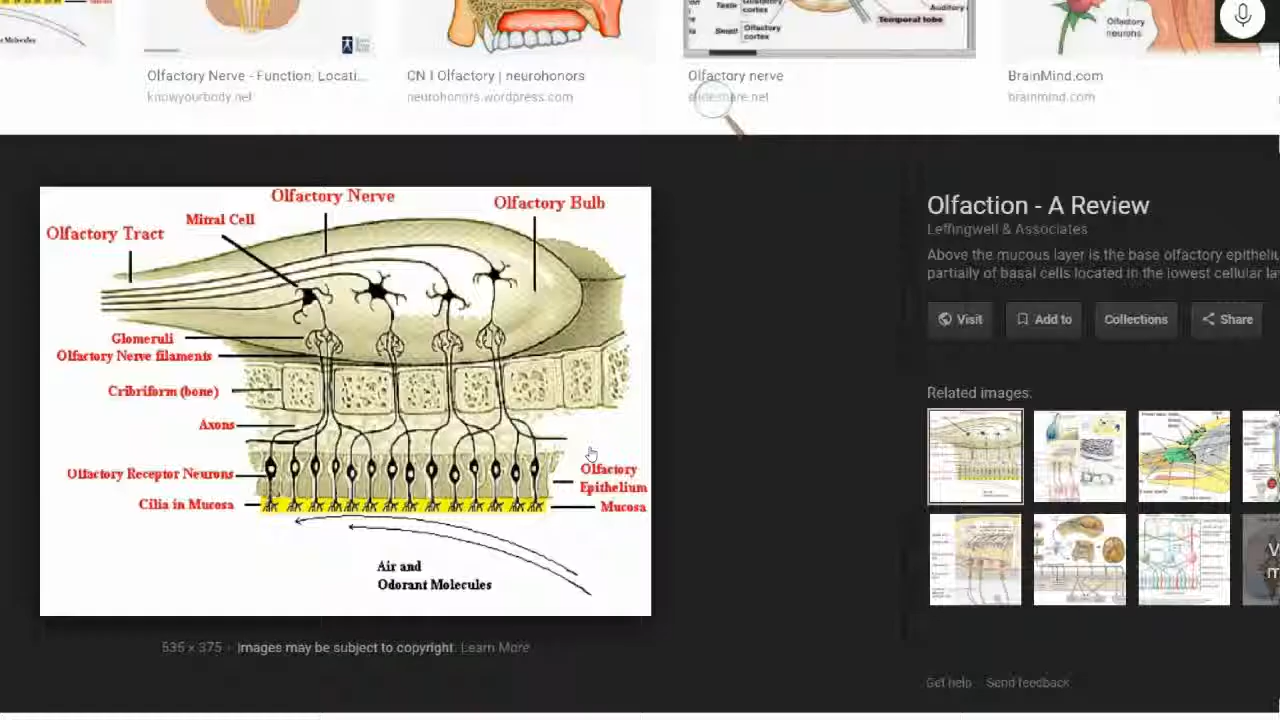 Temporal lobe
Olfactory
cortex
Olfactory
neurons
Olfactory Nerve - Function, Locati...
knowyourbody.net
CN I Olfactory | neurohonors
neurohonors.wordpress.com
Olfactory nerve
slideshare.net
BrainMind.com
brainmind.com
Olfactory Nerve
Olfactory Bulb
Mitral Cell
Olfactory Tract
Glomeruli
Olfactory Nerve filaments
Cribriform (bone)
Axons
Olfactory Receptor Neurons
Cilia in Mucosa
Olfactory
Epithelium
Mucosa
Air and
Odorant Molecules
535 × 375 - Images may be subject to copyright. Learn More
Olfaction - A Review
Leffingwell & Associates
Above the mucous layer is the base olfactory
partially of basal cells located in the lowest cellular
Visit
Add to
Collections
Share
Related images:
Get help
Send feedback